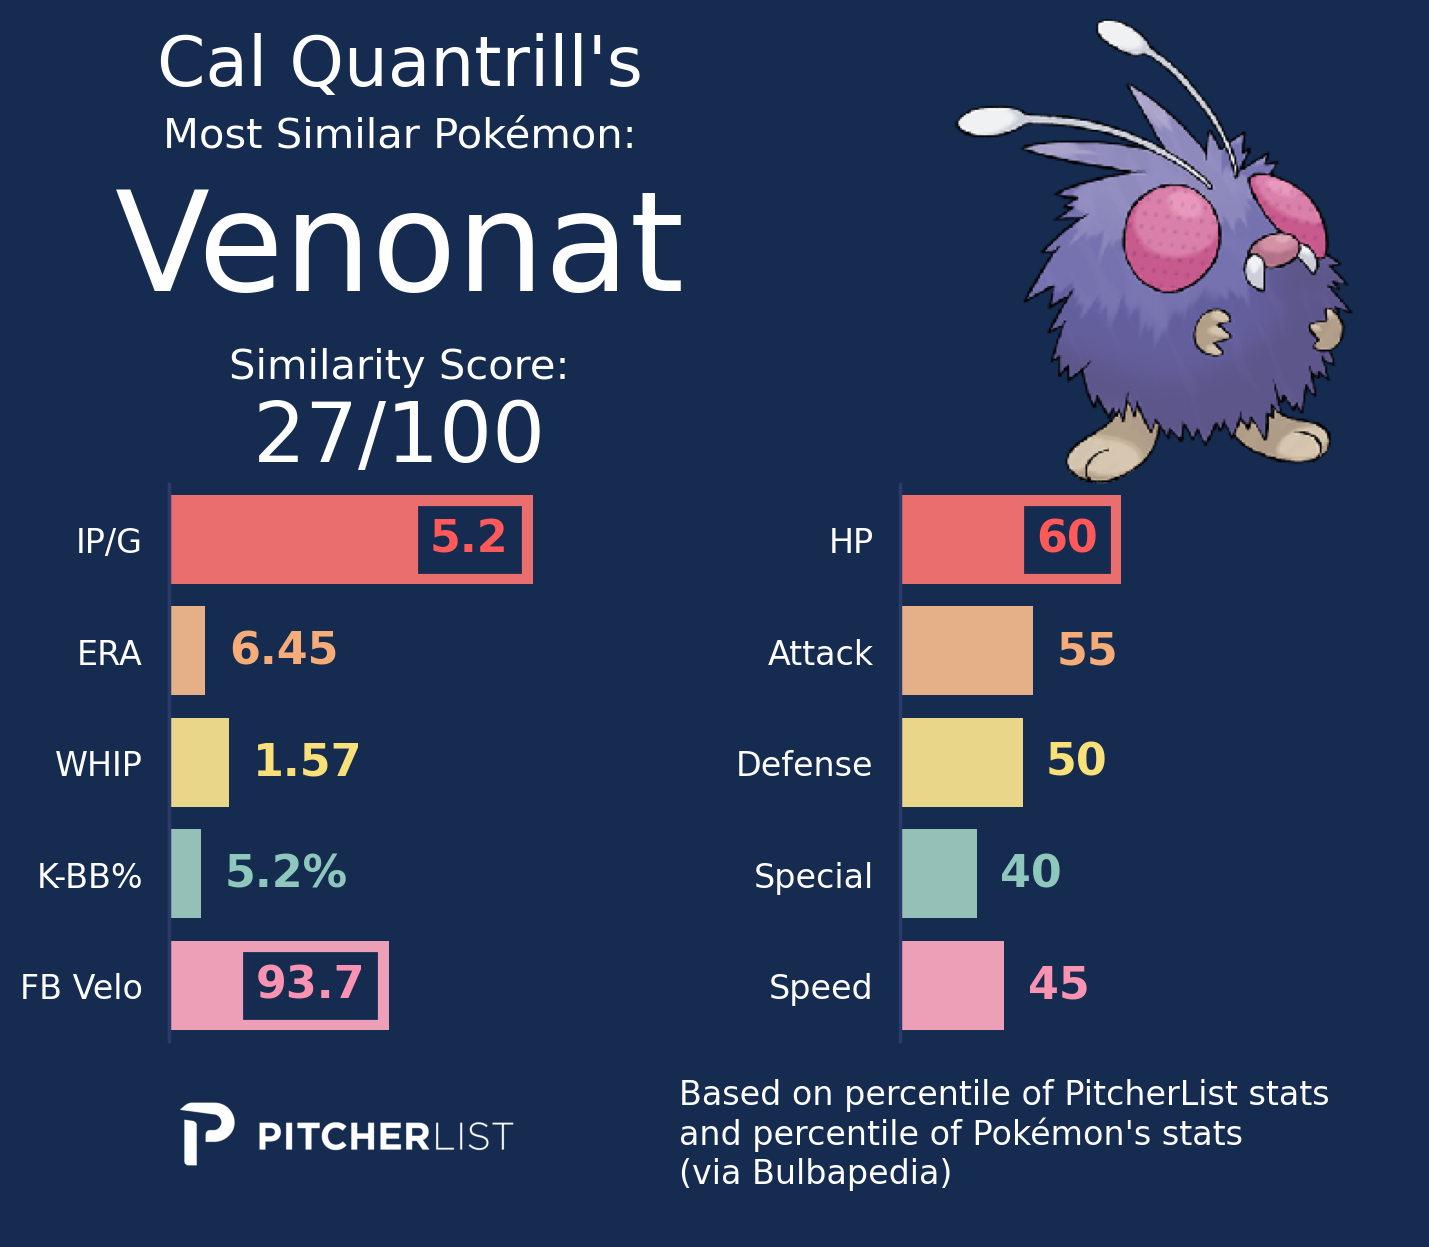 Cal Quantrill's
Most Similar Pokémon:
Venonat
Similarity Score:
27/100
IP/G 5.2
ERA 6.45
WHIP 1.57
K-BB% 5.2%
FB Velo 93.7
HP 60
Attack 55
Defense 50
Special 40
Speed 45
PITCHERLIST
Based on percentile of PitcherList stats
and percentile of Pokémon's stats
(via Bulbapedia)